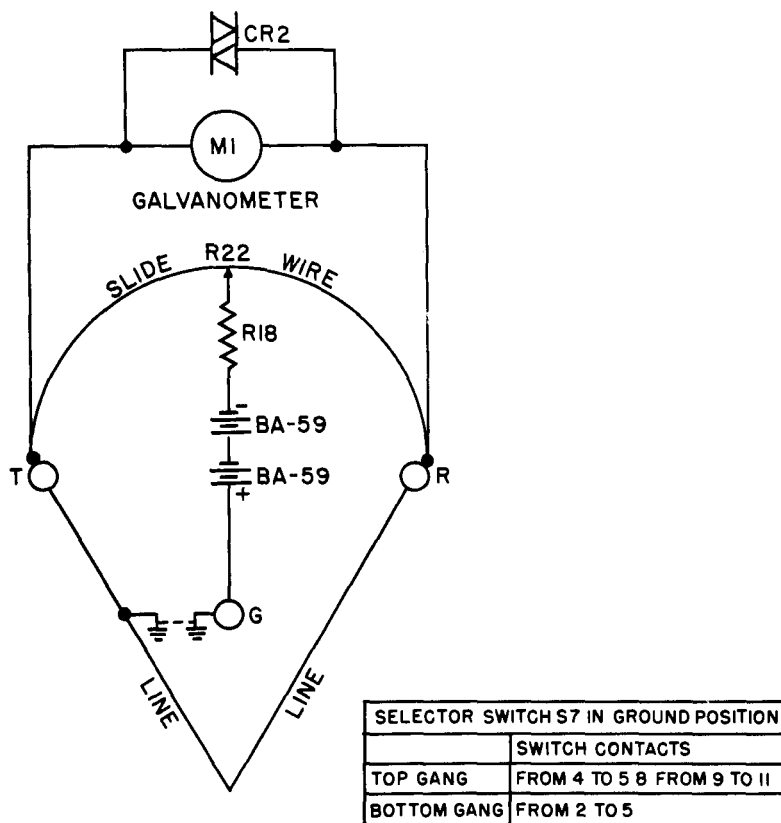 CR2
M1
GALVANOMETER
SLIDE R22 WIRE
R18
-
BA-59
BA-59
+
T
R
G
LINE
LINE
SELECTOR SWITCH S7 IN GROUND POSITION
SWITCH CONTACTS
TOP GANG FROM 4 TO 5 8 FROM 9 TO 11
BOTTOM GANG FROM 2 TO 5